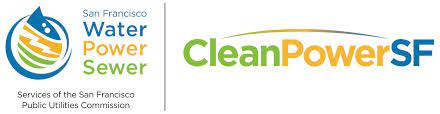 San Francisco
Water
Power
Sewer
Services of the San Francisco
Public Utilities Commission
CleanPowerSF